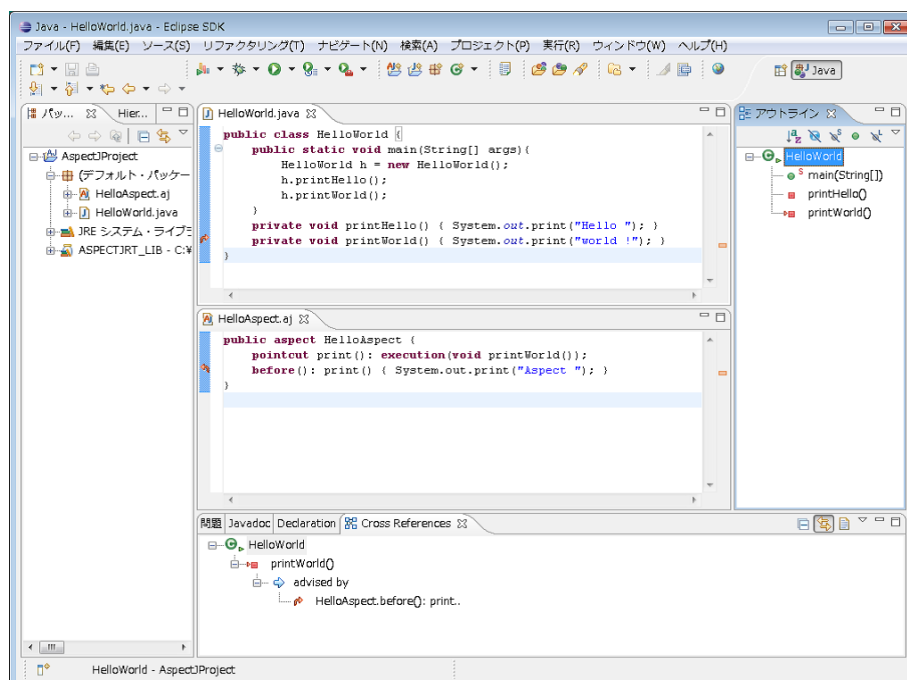 Java - HelloWorld.java - Eclipse SDK
ファイル(F) 編集(E) ソース(S) リファクタリング(T) ナビゲート(N) 検索(A) プロジェクト(P) 実行(R) ウィンドウ(W) ヘルプ(H)
Java
パッ... Hier...
AspectJProject
(デフォルト・パッケー
HelloAspect.aj
HelloWorld.java
JRE システム・ライブラ
ASPECTJRT_LIB - C:¥
HelloWorld.java
public class HelloWorld {
public static void main(String[] args){
HelloWorld h = new HelloWorld();
h.printHello();
h.printWorld();
}
private void printHello() { System.out.print("Hello "); }
private void printWorld() { System.out.print("world !"); }
}
HelloAspect.aj
public aspect HelloAspect {
pointcut print(): execution(void printWorld());
before(): print() { System.out.print("Aspect "); }
}
アウトライン
HelloWorld
main(String[])
printHello()
printWorld()
問題 Javadoc Declaration Cross References
HelloWorld
printWorld()
advised by
HelloAspect.before(): print..
HelloWorld - AspectJProject